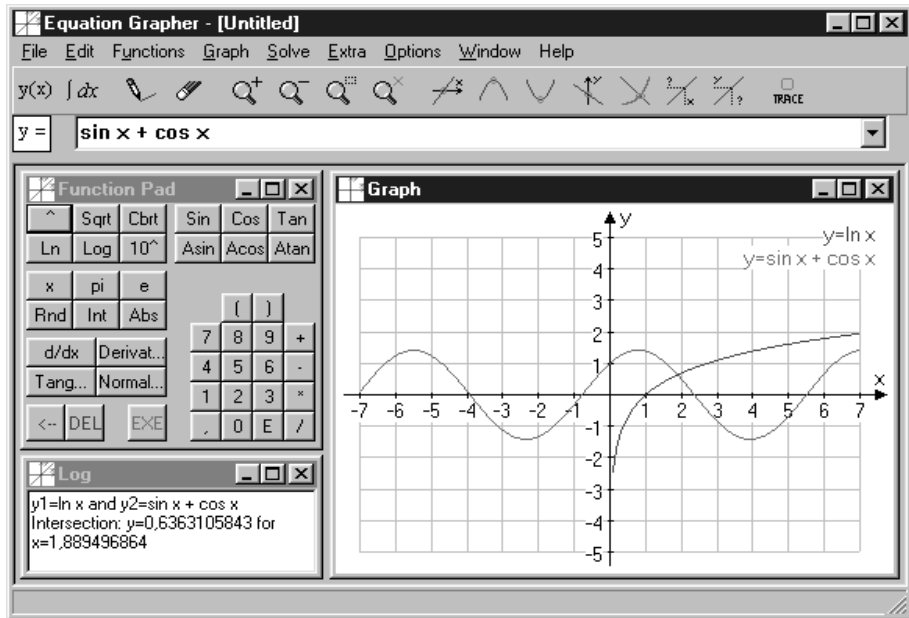 Equation Grapher - [Untitled]
File Edit Functions Graph Solve Extra Options Window Help
y(x) ∫dx TRACE
y = sin x + cos x
Function Pad
^ Sqrt Cbrt Sin Cos Tan
Ln Log 10^ Asin Acos Atan
x pi e
Rnd Int Abs
( )
7 8 9 +
d/dx Derivat...
4 5 6 -
Tang... Normal...
1 2 3 *
<-- DEL EXE
, 0 E /
Log
y1=ln x and y2=sin x + cos x
Intersection: y=0,6363105843 for
x=1,889496864
Graph
y
y=ln x
y=sin x + cos x
5
4
3
2
1
x
-7 -6 -5 -4 -3 -2 -1 1 2 3 4 5 6 7
-1
-2
-3
-4
-5